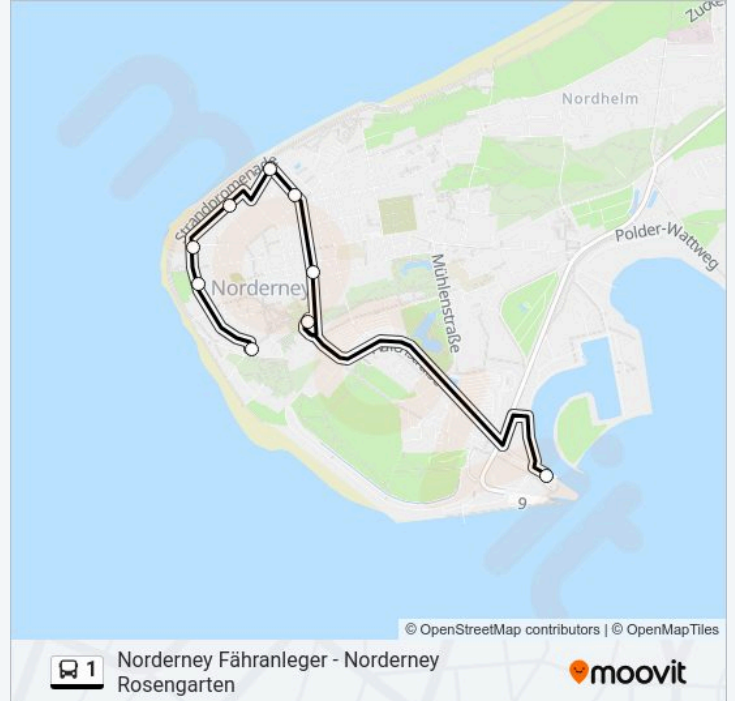 Zucke
Nordhelm
Strandpromenade
Polder-Wattweg
Mühlenstraße
Norderney
9
© OpenStreetMap contributors | © OpenMapTiles
1
Norderney Fähranleger - Norderney
Rosengarten
moovit